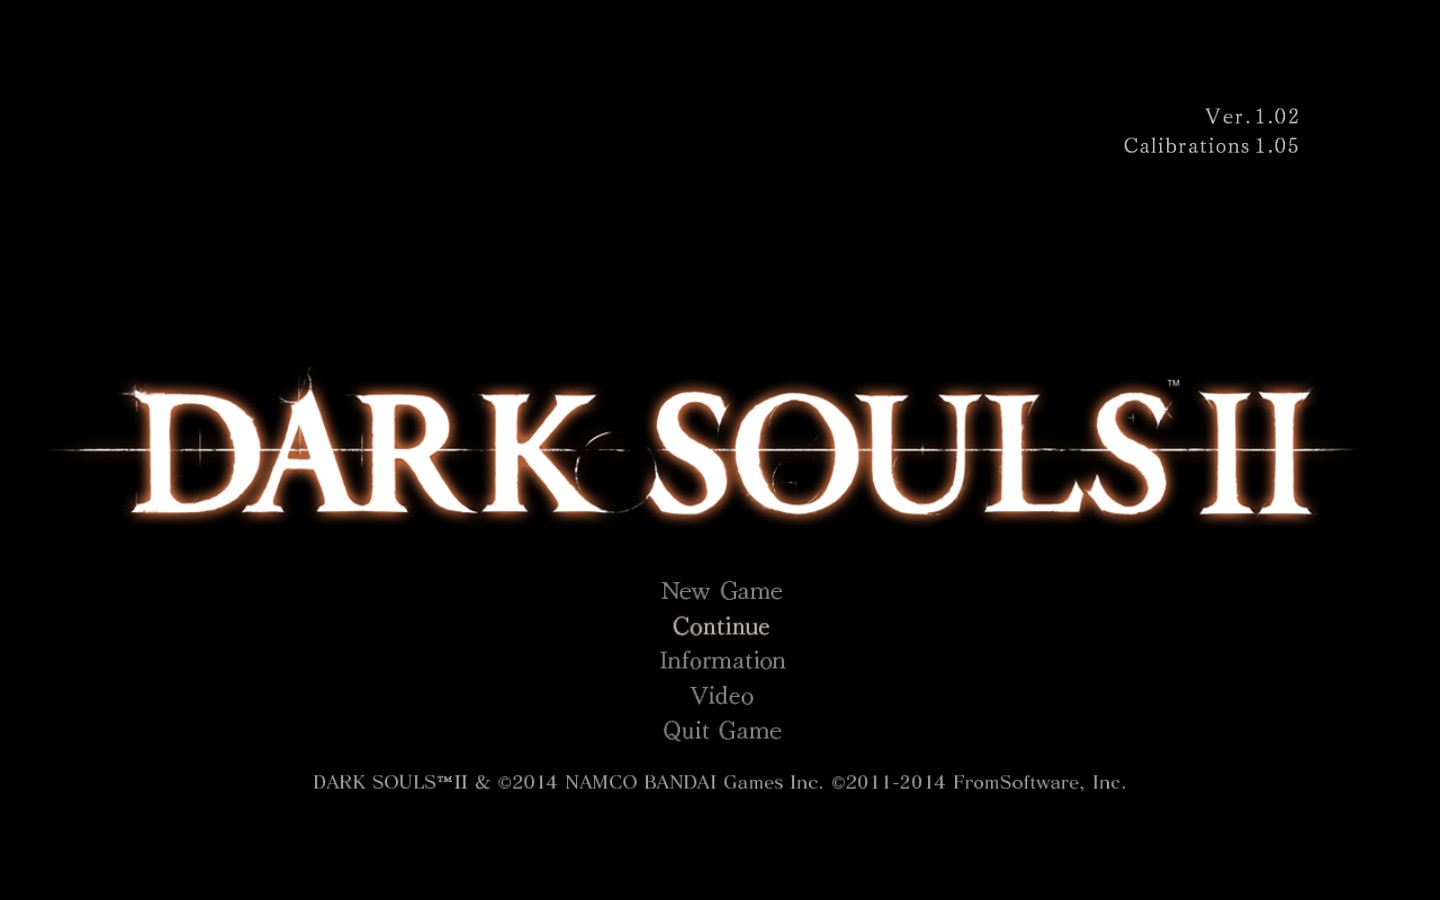 Ver.1.02
Calibrations 1.05
DARK SOULS™ II
New Game
Continue
Information
Video
Quit Game
DARK SOULS™II & ©2014 NAMCO BANDAI Games Inc. ©2011-2014 FromSoftware, Inc.